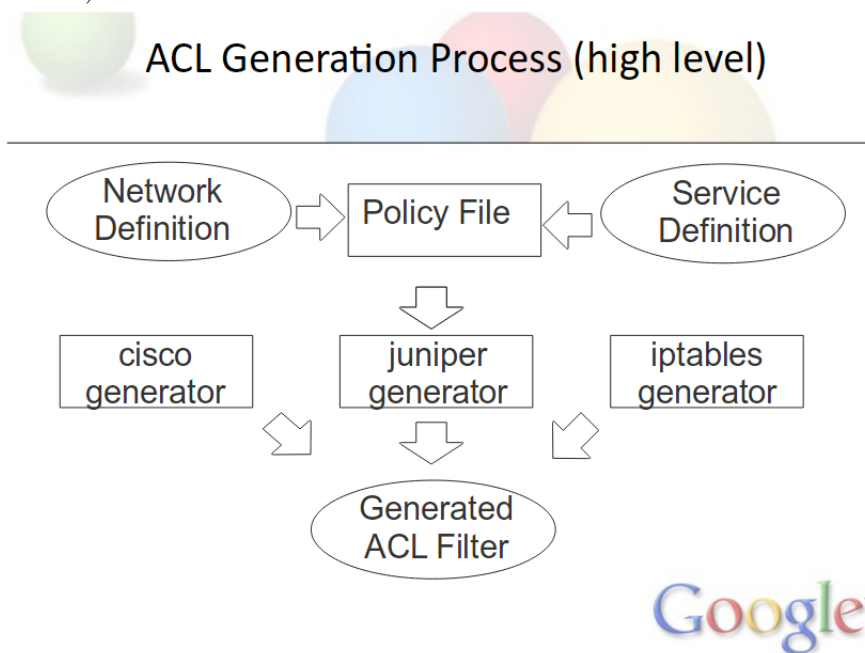 ACL Generation Process (high level)
Network
Definition
Policy File
Service
Definition
cisco
generator
juniper
generator
iptables
generator
Generated
ACL Filter
Google